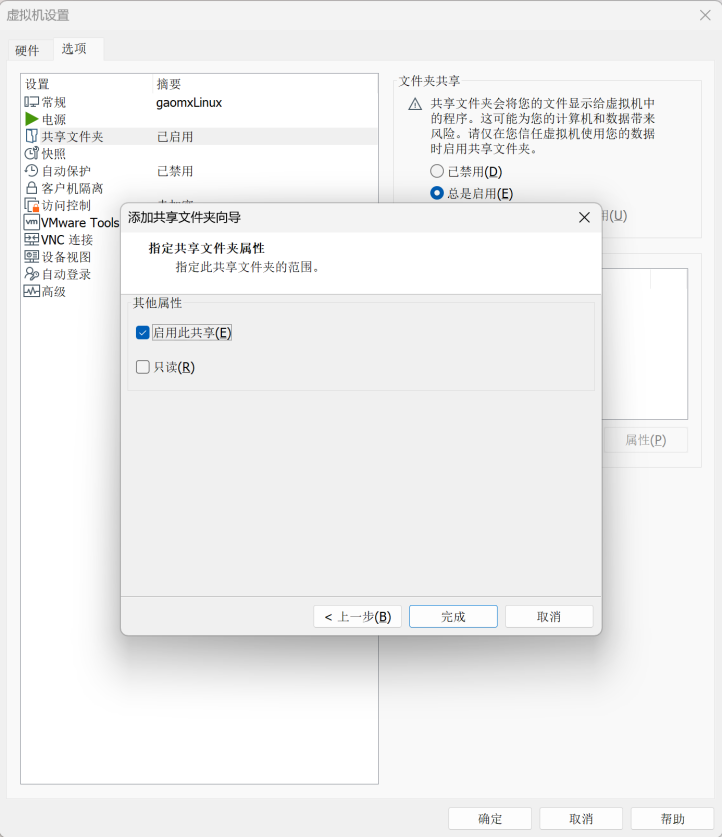 虚拟机设置
硬件 选项
设置 摘要
常规 gaomxLinux
电源
共享文件夹 已启用
快照
自动保护 已禁用
客户机隔离
访问控制
VMware Tools
VNC 连接
设备视图
自动登录
高级
文件夹共享
共享文件夹会将您的文件显示给虚拟机中
的程序。这可能为您的计算机和数据带来
风险。请仅在您信任虚拟机使用您的数据
时启用共享文件夹。
已禁用(D)
总是启用(E)
用(U)
属性(P)
添加共享文件夹向导
指定共享文件夹属性
指定此共享文件夹的范围。
其他属性
启用此共享(E)
只读(R)
< 上一步(B) 完成 取消
确定 取消 帮助